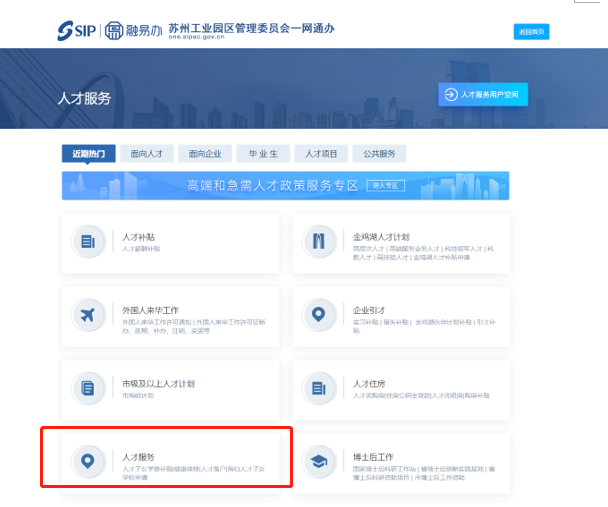 SIP 融易办 苏州工业园区管理委员会一网通办
one.sipac.gov.cn
返回首页
人才服务
人才服务用户空间
近期热门 面向人才 面向企业 毕业生 人才项目 公共服务
高端和急需人才政策服务专区 进入专区
人才补贴
人才薪酬补贴
金鸡湖人才计划
高层次人才 | 高端服务业务人才 | 科技领军人才 | 科
教人才 | 高技能人才 | 金鸡湖人才补贴申请
外国人来华工作
外国人来华工作许可通知 | 外国人来华工作许可证新
办、延期、补办、注销、变更等
企业引才
实习补贴 | 猎头补贴 | 金鸡湖伙伴计划补贴 | 引才补
贴
市级及以上人才计划
市海鸥计划
人才住房
人才优购房|住房公积金贷款|人才优租房|购房补贴
人才服务
人才子女学费补贴|健康体检|人才落户|海归人才子女
学校申请
博士后工作
国家博士后科研工作站 | 省博士后创新实践基地 | 省
博士后科研资助项目 | 市博士后工作资助